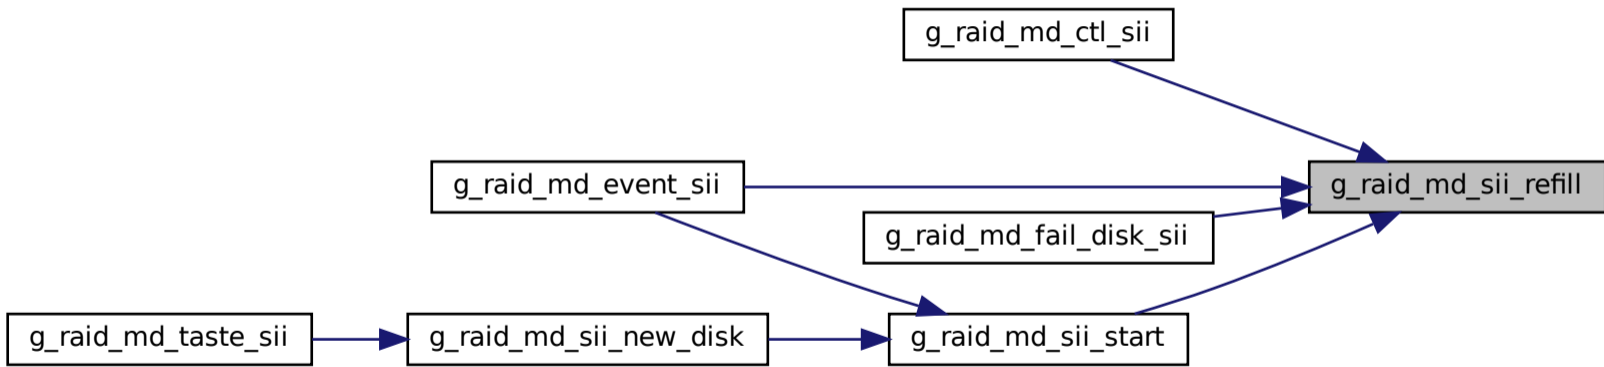 g_raid_md_ctl_sii
g_raid_md_event_sii
g_raid_md_sii_refill
g_raid_md_fail_disk_sii
g_raid_md_taste_sii
g_raid_md_sii_new_disk
g_raid_md_sii_start